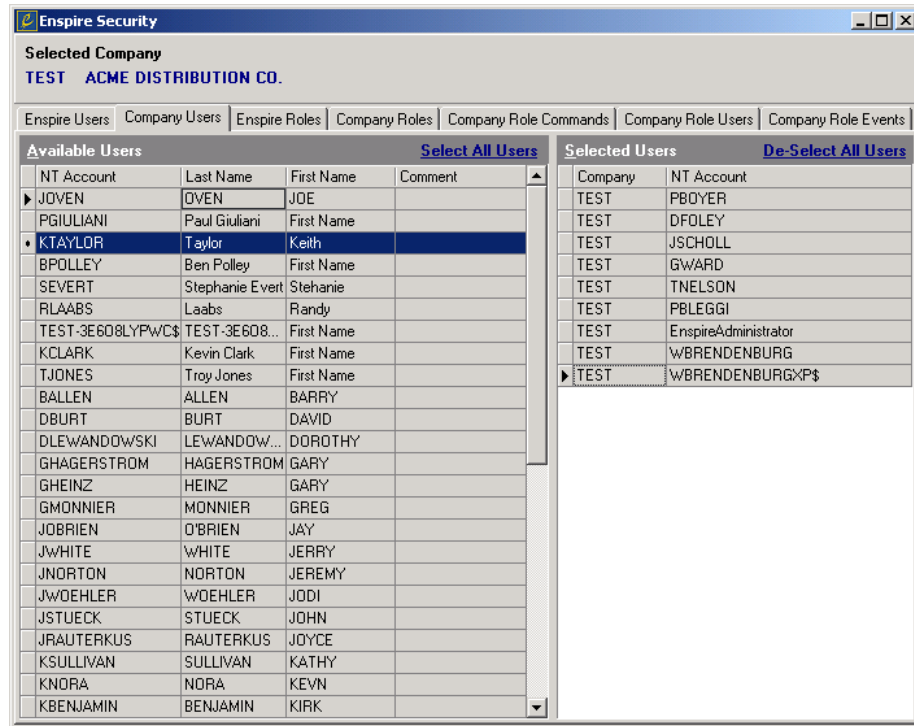 Enspire Security
Selected Company
TEST ACME DISTRIBUTION CO.
Enspire Users Company Users Enspire Roles Company Roles Company Role Commands Company Role Users Company Role Events
Available Users Select All Users
NT Account Last Name First Name Comment
JOVEN OVEN JOE
PGIULIANI Paul Giuliani First Name
KTAYLOR Taylor Keith
BPOLLEY Ben Polley First Name
SEVERT Stephanie Evert Stehanie
RLAABS Laabs Randy
TEST-3E6O8LYPWC$ TEST-3E6O8... First Name
KCLARK Kevin Clark First Name
TJONES Troy Jones First Name
BALLEN ALLEN BARRY
DBURT BURT DAVID
DLEWANDOWSKI LEWANDOW... DOROTHY
GHAGERSTROM HAGERSTROM GARY
GHEINZ HEINZ GARY
GMONNIER MONNIER GREG
JOBRIEN O'BRIEN JAY
JWHITE WHITE JERRY
JNORTON NORTON JEREMY
JWOEHLER WOEHLER JODI
JSTUECK STUECK JOHN
JRAUTERKUS RAUTERKUS JOYCE
KSULLIVAN SULLIVAN KATHY
KNORA NORA KEVN
KBENJAMIN BENJAMIN KIRK
Selected Users De-Select All Users
Company NT Account
TEST PBOYER
TEST DFOLEY
TEST JSCHOLL
TEST GWARD
TEST TNELSON
TEST PBLEGGI
TEST EnspireAdministrator
TEST WBRENDENBURG
TEST WBRENDENBURGXP$